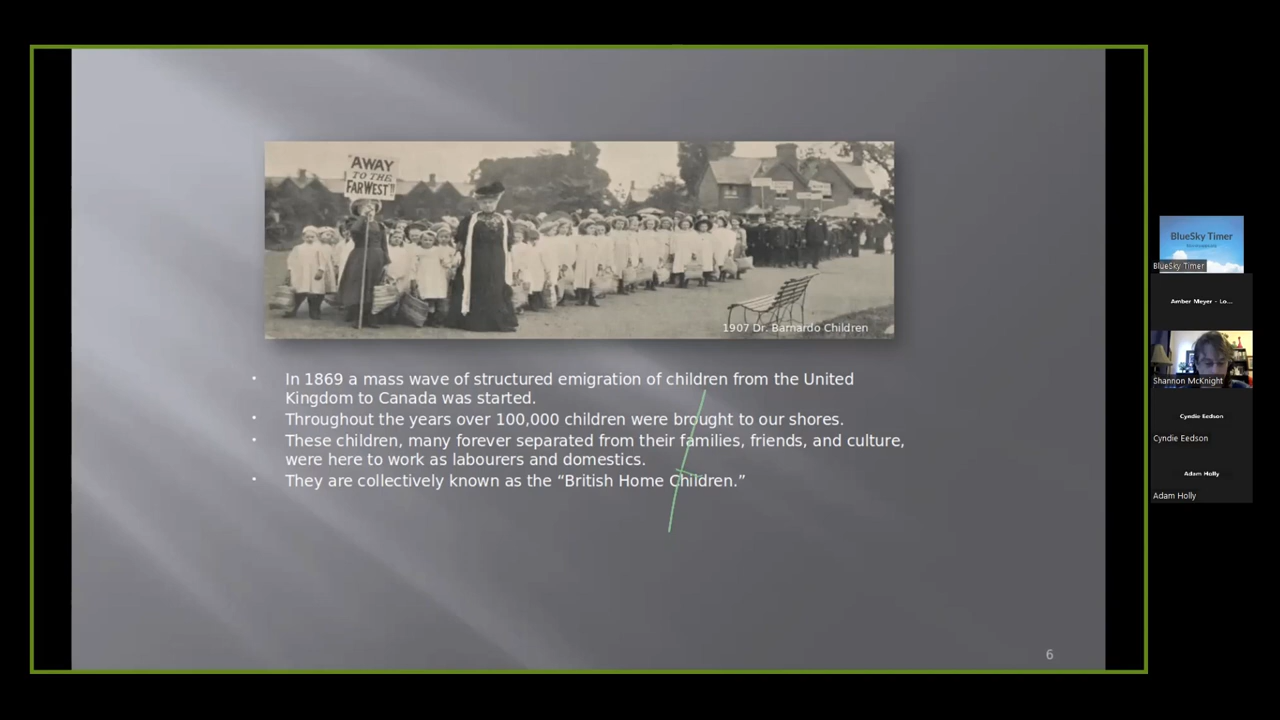 "AWAY
TO THE
FAR WEST"!!
1907 Dr. Barnardo Children
In 1869 a mass wave of structured emigration of children from the United
Kingdom to Canada was started.
Throughout the years over 100,000 children were brought to our shores.
These children, many forever separated from their families, friends, and culture,
were here to work as labourers and domestics.
They are collectively known as the “British Home Children.”
6
BlueSky Timer
BlueSky Timer
Amber Meyer - Lo...
Shannon McKnight
Cyndie Eedson
Cyndie Eedson
Adam Holly
Adam Holly